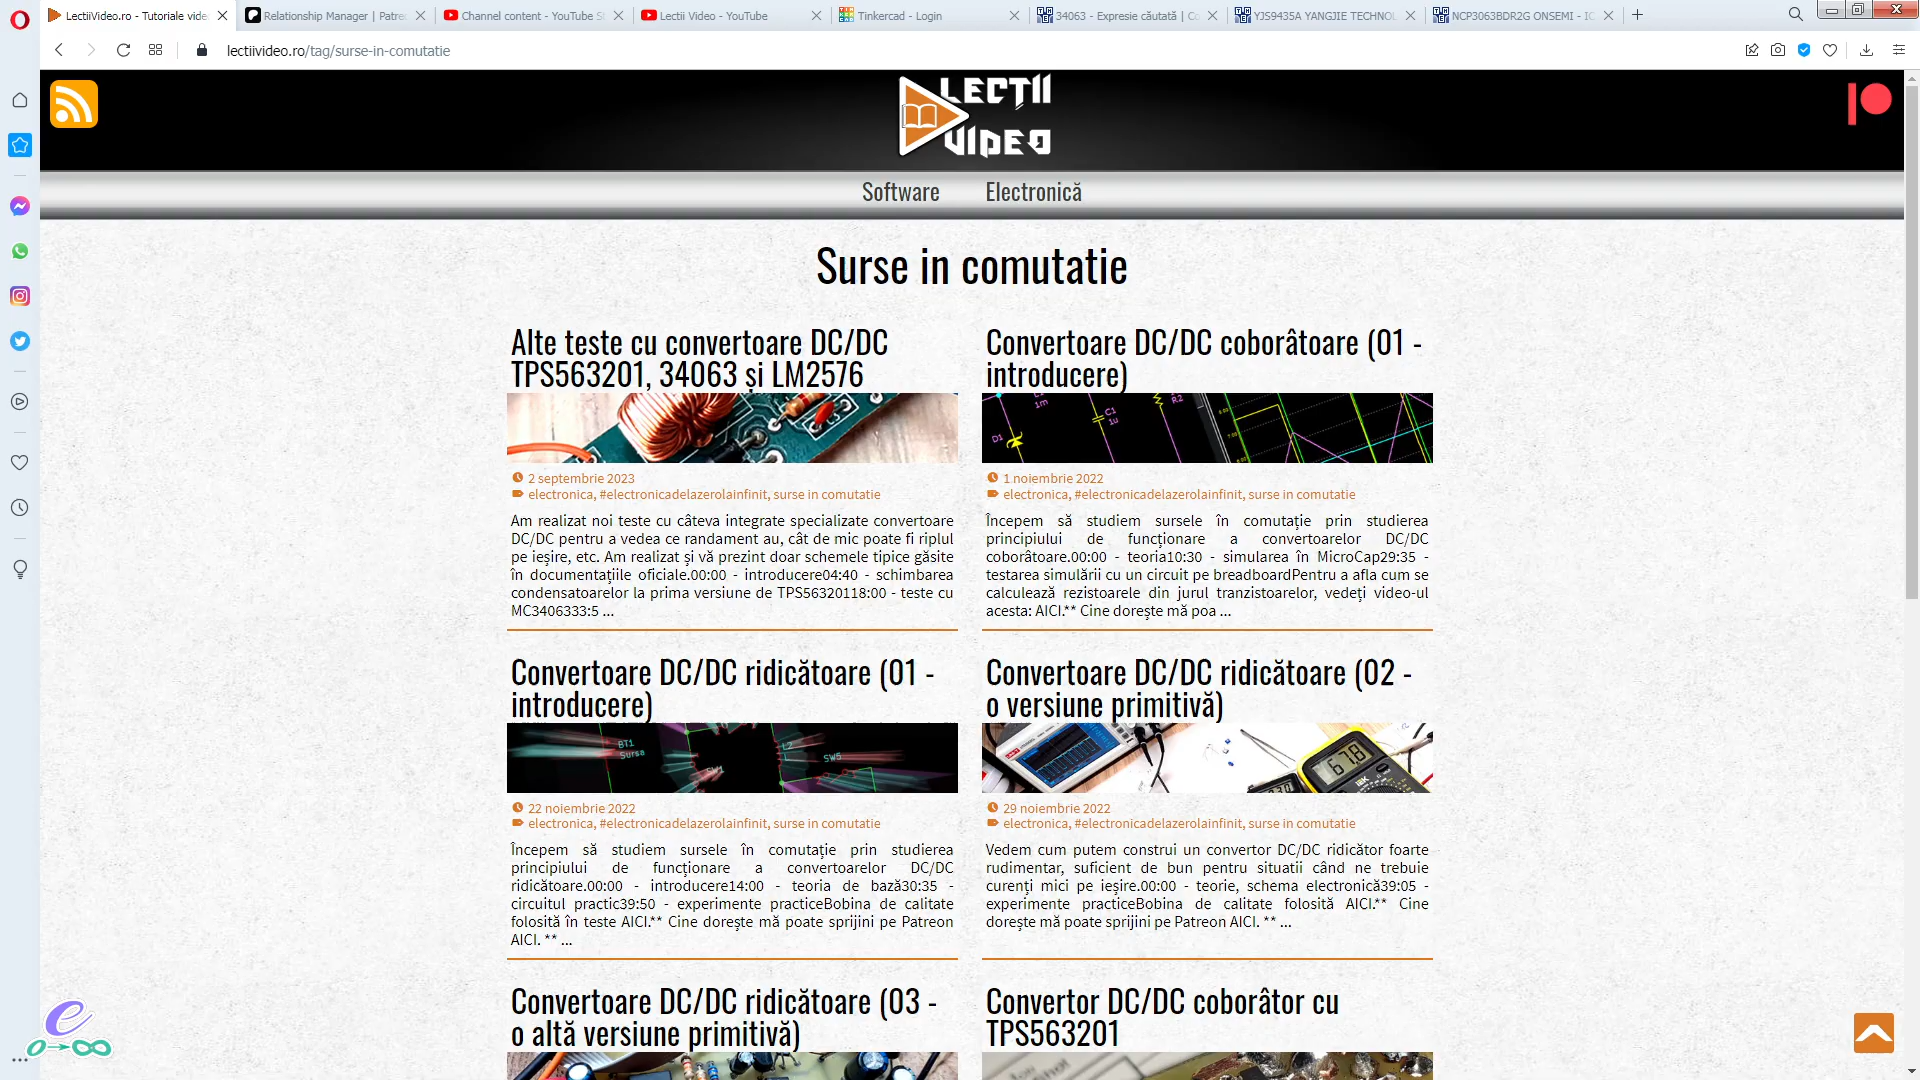 LectiiVideo.ro - Tutoriale vide
Relationship Manager | Patre
Channel content - YouTube S
Lectii Video - YouTube
Tinkercad - Login
34063 - Expresie căutată | Co
YJS9435A YANGJIE TECHNOL
NCP3063BDR2G ONSEMI - IC
lectiivideo.ro/tag/surse-in-comutatie
LECȚII
VIDEO
Software
Electronică
Surse in comutatie
Alte teste cu convertoare DC/DC
TPS563201, 34063 și LM2576
2 septembrie 2023
electronica, #electronicadelazerolainfinit, surse in comutatie
Am realizat noi teste cu câteva integrate specializate convertoare
DC/DC pentru a vedea ce randament au, cât de mic poate fi riplul
pe ieșire, etc. Am realizat și vă prezint doar schemele tipice găsite
în documentațiile oficiale.00:00 - introducere04:40 - schimbarea
condensatoarelor la prima versiune de TPS56320118:00 - teste cu
MC3406333:5 ...
Convertoare DC/DC coborâtoare (01 -
introducere)
1m
C1
1u
R2
D1
1 noiembrie 2022
electronica, #electronicadelazerolainfinit, surse in comutatie
Începem să studiem sursele în comutație prin studierea
principiului de funcționare a convertoarelor DC/DC
coborâtoare.00:00 - teoria10:30 - simularea în MicroCap29:35 -
testarea simulării cu un circuit pe breadboardPentru a afla cum se
calculează rezistoarele din jurul tranzistoarelor, vedeți video-ul
acesta: AICI.** Cine dorește mă poa ...
Convertoare DC/DC ridicătoare (01 -
introducere)
BT1
Sursa
SW1
L2
SW5
22 noiembrie 2022
electronica, #electronicadelazerolainfinit, surse in comutatie
Începem să studiem sursele în comutație prin studierea
principiului de funcționare a convertoarelor DC/DC
ridicătoare.00:00 - introducere14:00 - teoria de bază30:35 -
circuitul practic39:50 - experimente practiceBobina de calitate
folosită în teste AICI.** Cine dorește mă poate sprijini pe Patreon
AICI. ** ...
Convertoare DC/DC ridicătoare (02 -
o versiune primitivă)
67.8
29 noiembrie 2022
electronica, #electronicadelazerolainfinit, surse in comutatie
Vedem cum putem construi un convertor DC/DC ridicător foarte
rudimentar, suficient de bun pentru situatii când ne trebuie
curenți mici pe ieșire.00:00 - teorie, schema electronică39:05 -
experimente practiceBobina de calitate folosită AICI.** Cine
dorește mă poate sprijini pe Patreon AICI. ** ...
Convertoare DC/DC ridicătoare (03 -
o altă versiune primitivă)
Convertor DC/DC coborâtor cu
TPS563201